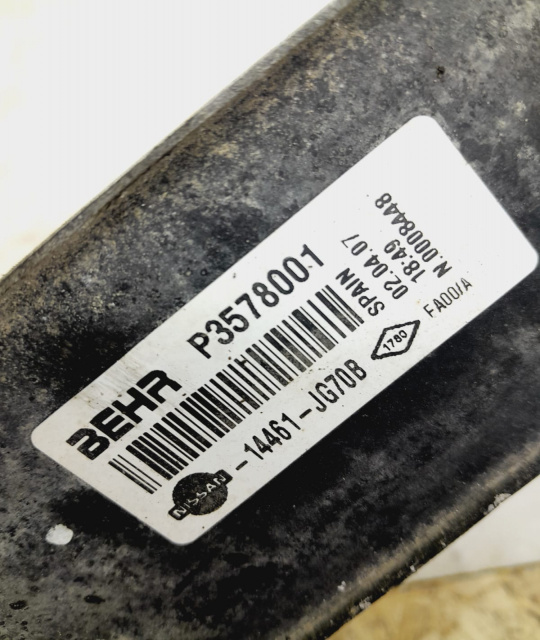 BEHR P3578001
SPAIN
02.04.07
18:49
N.0008448
NISSAN -14461-JG70B
1780
FA00/A